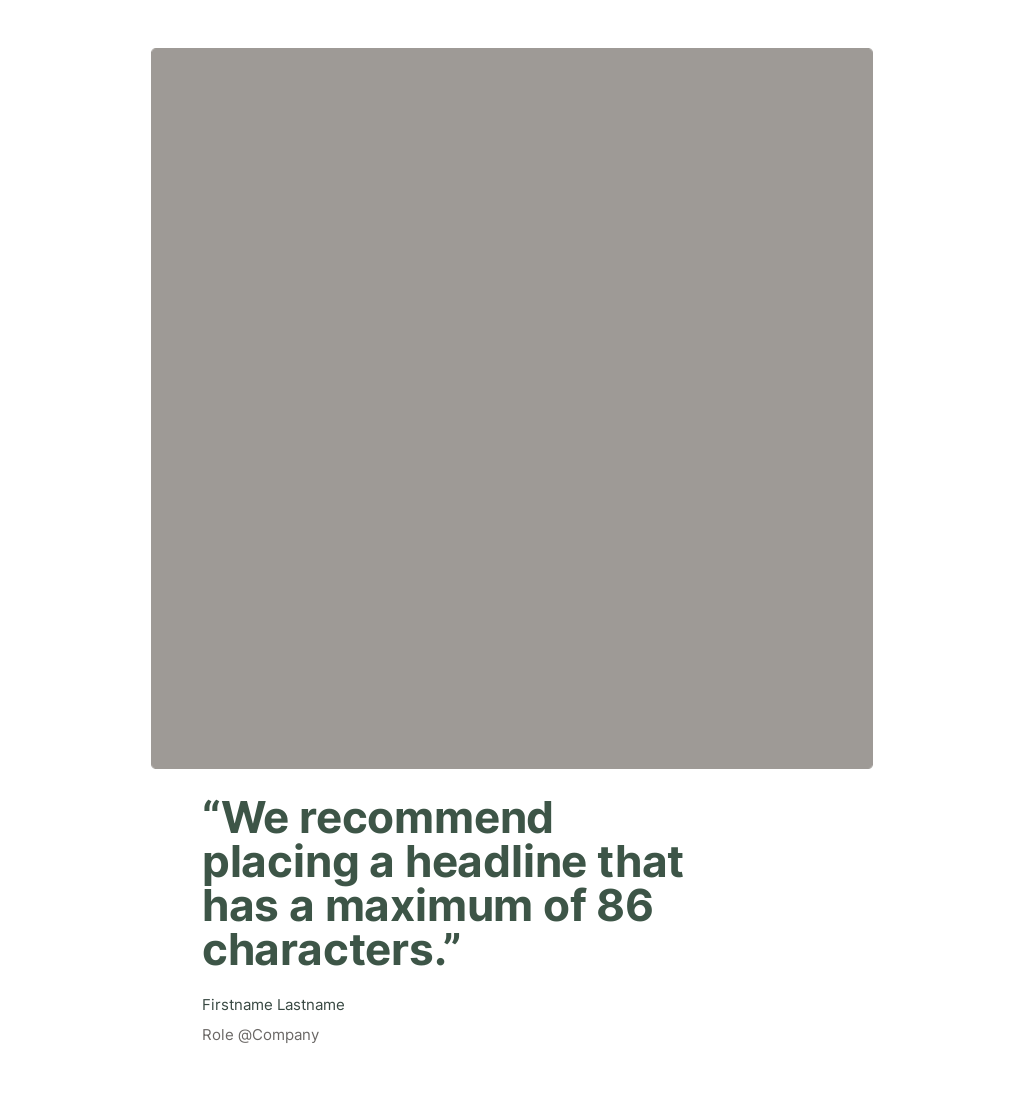 “We recommend
placing a headline that
has a maximum of 86
characters.”
Firstname Lastname
Role @Company